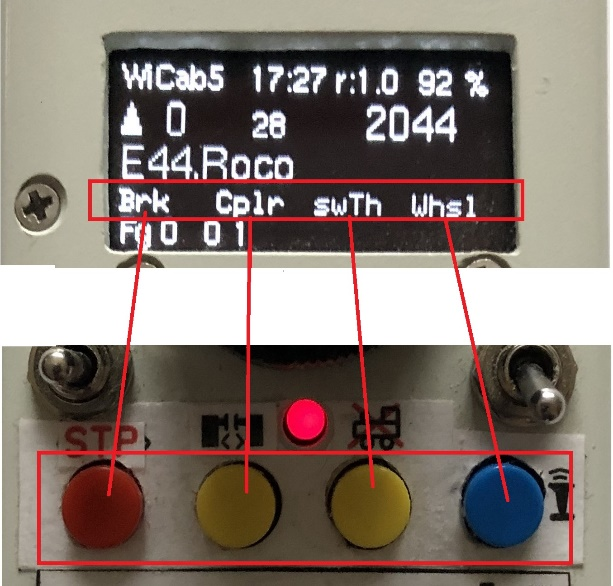 WiCab5 17:27 r:1.0 92 %
0 28 2044
E44.Roco
Brk Cplr swTh Whsl
Fg 0 0 1
STP
<>